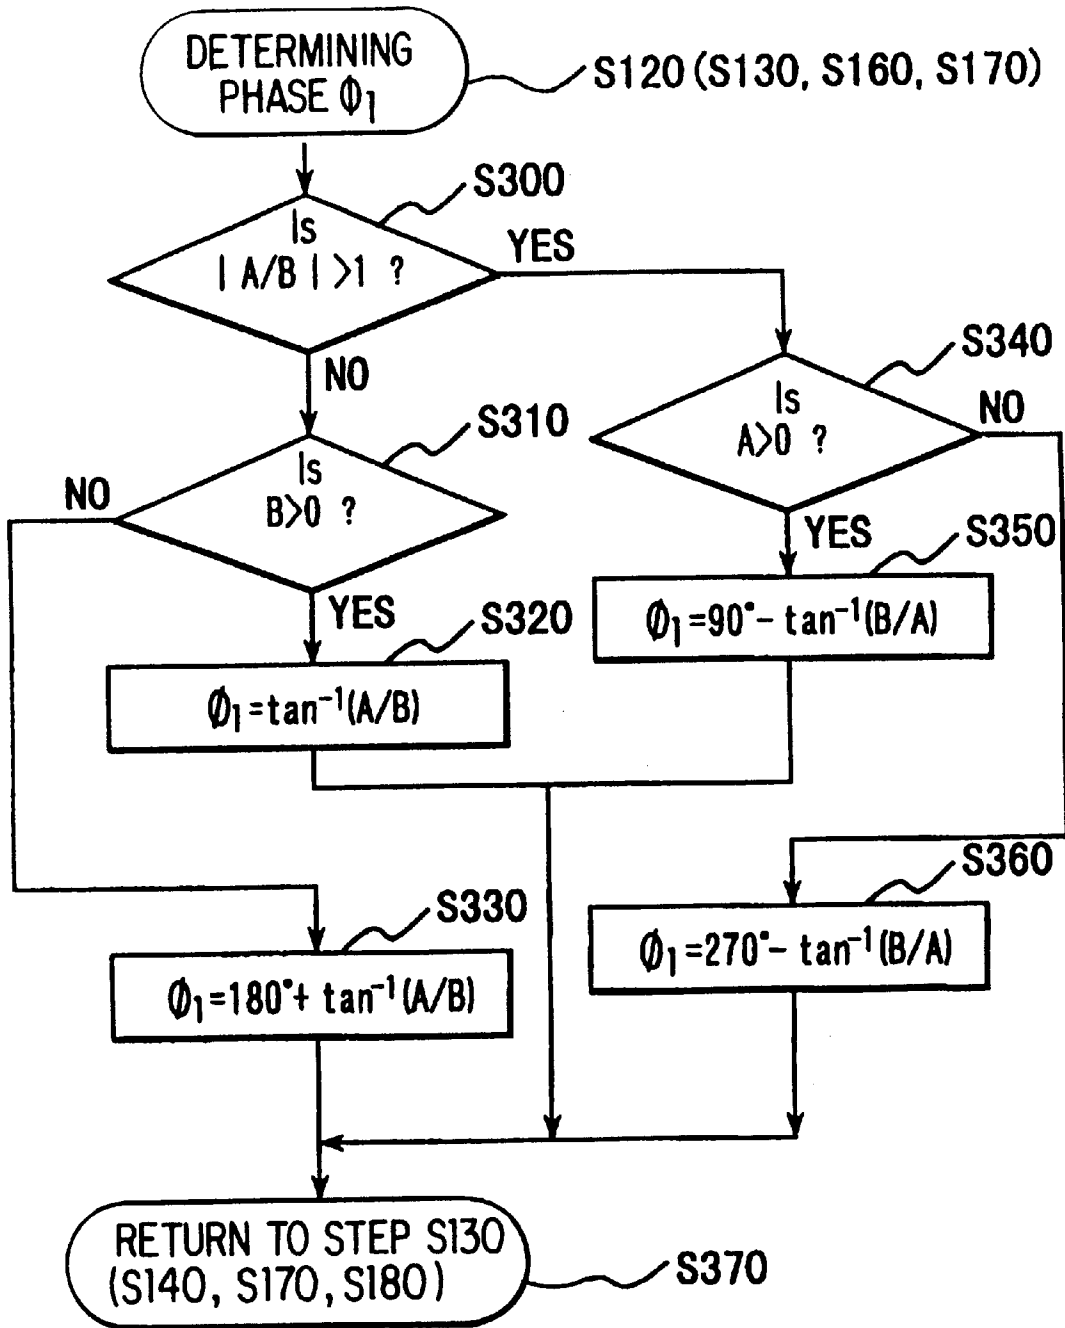 DETERMINING
PHASE Φ1
S120 (S130, S160, S170)
S300
Is
| A/B | >1 ?
YES
NO
S340
Is
A>0 ?
NO
YES
S310
Is
B>0 ?
NO
YES
S350
Φ1=90°- tan⁻¹(B/A)
S320
Φ1=tan⁻¹(A/B)
S360
Φ1=270°- tan⁻¹(B/A)
S330
Φ1=180°+ tan⁻¹(A/B)
RETURN TO STEP S130
(S140, S170, S180)
S370